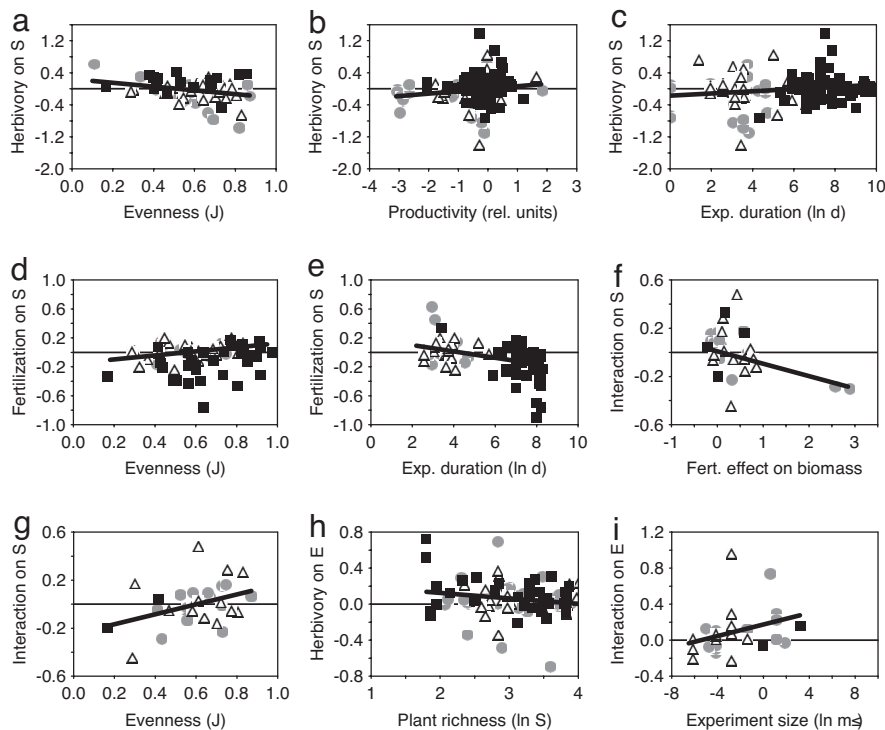 a
Herbivory on S
1.2
0.4
-0.4
-1.2
-2.0
0.0 0.2 0.4 0.6 0.8 1.0
Evenness (J)
b
Herbivory on S
1.2
0.4
-0.4
-1.2
-2.0
-4 -3 -2 -1 0 1 2 3
Productivity (rel. units)
c
Herbivory on S
1.2
0.4
-0.4
-1.2
-2.0
0 2 4 6 8 10
Exp. duration (ln d)
d
Fertilization on S
1.0
0.6
0.2
-0.2
-0.6
-1.0
0.0 0.2 0.4 0.6 0.8 1.0
Evenness (J)
e
Fertilization on S
1.0
0.6
0.2
-0.2
-0.6
-1.0
0 2 4 6 8 10
Exp. duration (ln d)
f
Interaction on S
0.6
0.2
-0.2
-0.6
-1 0 1 2 3
Fert. effect on biomass
g
Interaction on S
0.6
0.2
-0.2
-0.6
0.0 0.2 0.4 0.6 0.8 1.0
Evenness (J)
h
Herbivory on E
0.8
0.4
0.0
-0.4
-0.8
1 2 3 4
Plant richness (ln S)
i
Interaction on E
1.2
0.8
0.4
0.0
-0.4
-8 -4 0 4 8
Experiment size (ln m≤)